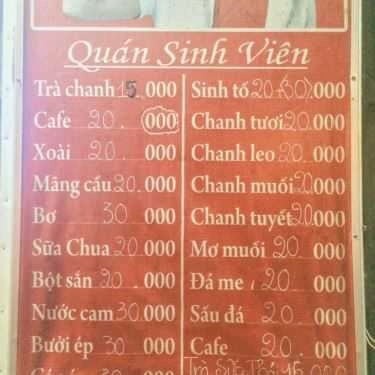 Quán Sinh Viên
Trà chanh 15.000
Cafe 20.000
Xoài 20.000
Mãng cầu 20.000
Bơ 30 000
Sữa Chua 20.000
Bột sắn 20.000
Nước cam 30.000
Bưởi ép 30 000
Sinh tố 20-(30).000
Chanh tươi 20.000
Chanh leo 20.000
Chanh muối 20.000
Chanh tuyết 20.000
Mơ muối 20 000
Đá me 20 000
Sấu đá 20 000
Cafe 20 000
Trà Sữa Thái